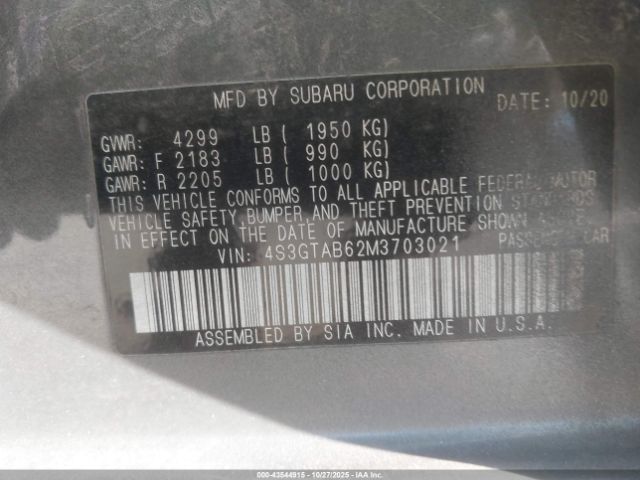 MFD BY SUBARU CORPORATION
DATE: 10/20
GVWR: 4299 LB ( 1950 KG)
GAWR: F 2183 LB ( 990 KG)
GAWR: R 2205 LB ( 1000 KG)
THIS VEHICLE CONFORMS TO ALL APPLICABLE FEDERAL MOTOR
VEHICLE SAFETY, BUMPER, AND THEFT PREVENTION STANDARDS
IN EFFECT ON THE DATE OF MANUFACTURE SHOWN ABOVE.
VIN: 4S3GTAB62M3703021 PASSENGER CAR
ASSEMBLED BY SIA INC. MADE IN U.S.A.
000-43544915 | 10/27/2025 | IAAI.COM